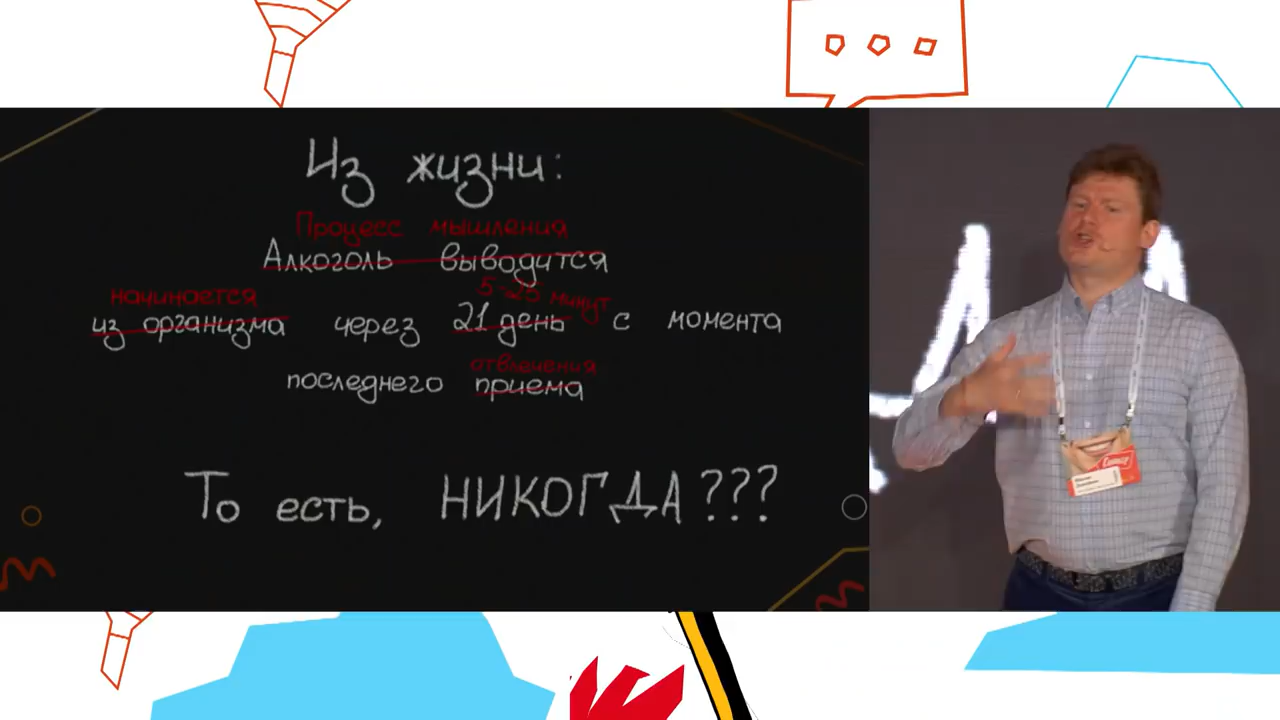 Из жизни:
Процесс мышления
Алкоголь выводится
начинается 5-25 минут
из организма через 21 день с момента
отвлечения
последнего приема
То есть, НИКОГДА???